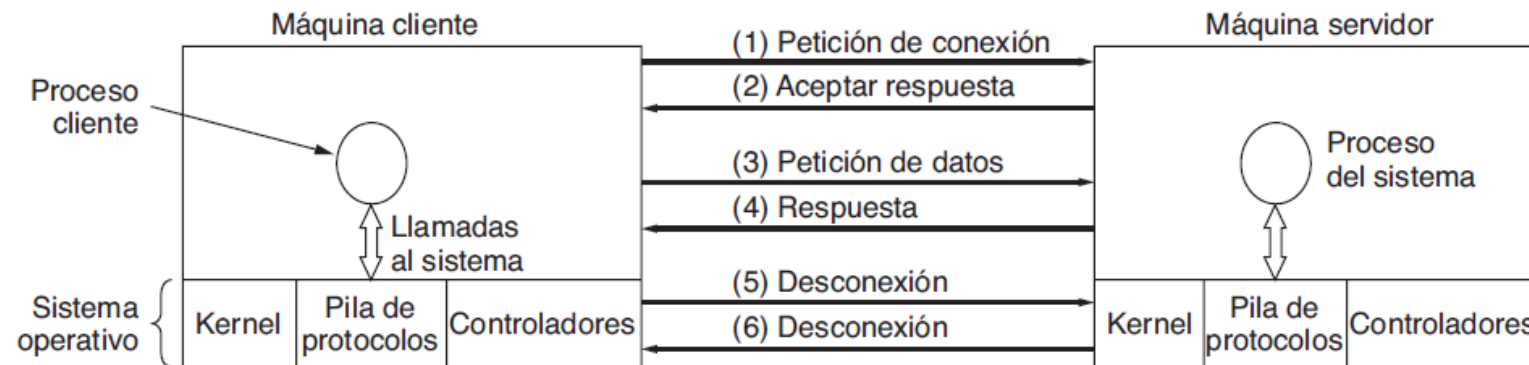 Máquina cliente
Máquina servidor
(1) Petición de conexión
(2) Aceptar respuesta
Proceso
cliente
(3) Petición de datos
Proceso
del sistema
(4) Respuesta
Llamadas
al sistema
(5) Desconexión
Sistema
operativo
Kernel
Pila de
protocolos
Controladores
(6) Desconexión
Kernel
Pila de
protocolos
Controladores